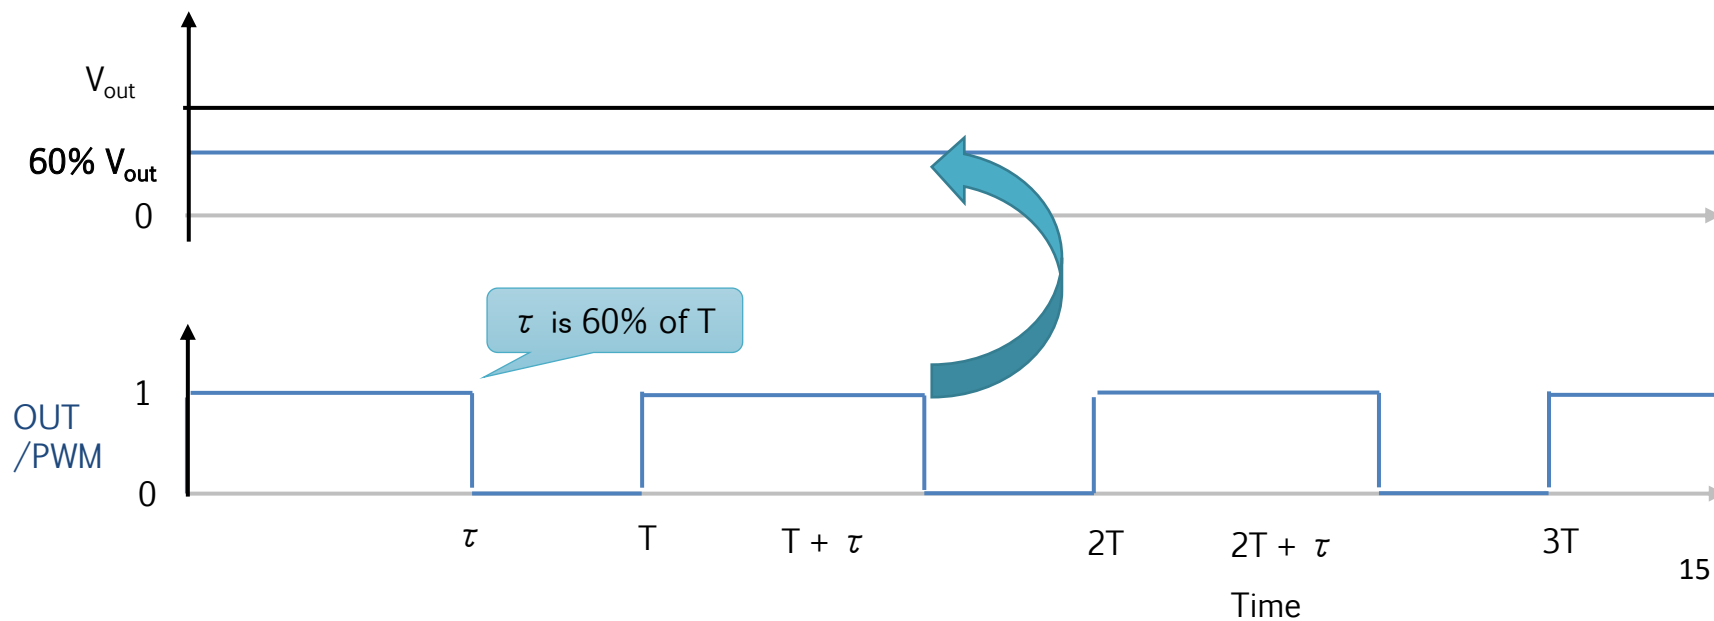 Vout
60% Vout
0
τ is 60% of T
1
OUT
/PWM
0
τ T T + τ 2T 2T + τ 3T
15
Time